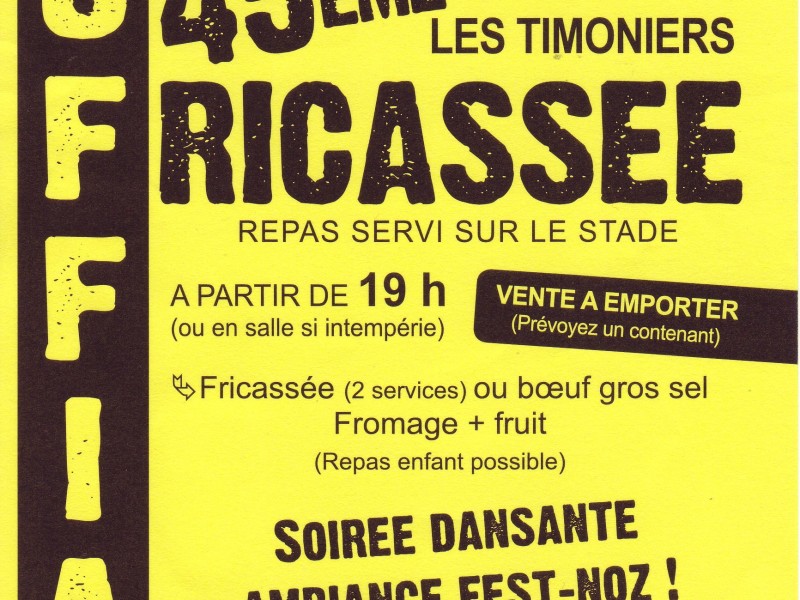 45EME
LES TIMONIERS
FRICASSEE
REPAS SERVI SUR LE STADE
A PARTIR DE 19 h
(ou en salle si intempérie)
VENTE A EMPORTER
(Prévoyez un contenant)
Fricassée (2 services) ou bœuf gros sel
Fromage + fruit
(Repas enfant possible)
SOIREE DANSANTE
AMBIANCE FEST-NOZ !